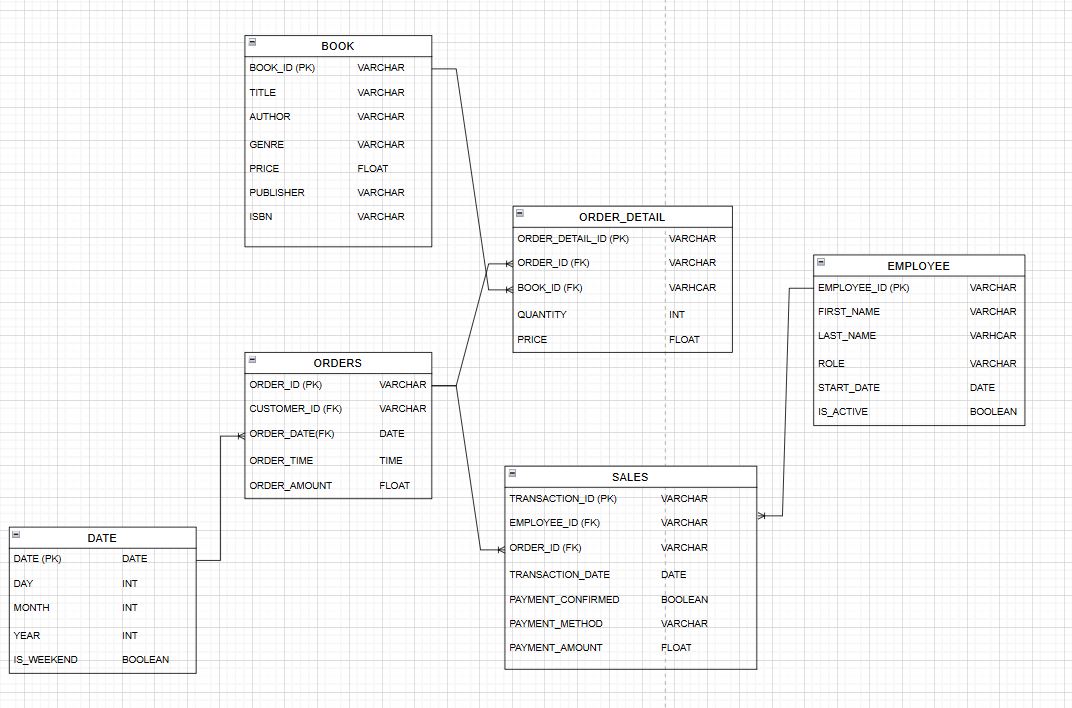 BOOK
BOOK_ID (PK) VARCHAR
TITLE VARCHAR
AUTHOR VARCHAR
GENRE VARCHAR
PRICE FLOAT
PUBLISHER VARCHAR
ISBN VARCHAR
ORDER_DETAIL
ORDER_DETAIL_ID (PK) VARCHAR
ORDER_ID (FK) VARCHAR
BOOK_ID (FK) VARHCAR
QUANTITY INT
PRICE FLOAT
EMPLOYEE
EMPLOYEE_ID (PK) VARCHAR
FIRST_NAME VARCHAR
LAST_NAME VARHCAR
ROLE VARCHAR
START_DATE DATE
IS_ACTIVE BOOLEAN
ORDERS
ORDER_ID (PK) VARCHAR
CUSTOMER_ID (FK) VARCHAR
ORDER_DATE(FK) DATE
ORDER_TIME TIME
ORDER_AMOUNT FLOAT
SALES
TRANSACTION_ID (PK) VARCHAR
EMPLOYEE_ID (FK) VARCHAR
ORDER_ID (FK) VARCHAR
TRANSACTION_DATE DATE
PAYMENT_CONFIRMED BOOLEAN
PAYMENT_METHOD VARCHAR
PAYMENT_AMOUNT FLOAT
DATE
DATE (PK) DATE
DAY INT
MONTH INT
YEAR INT
IS_WEEKEND BOOLEAN